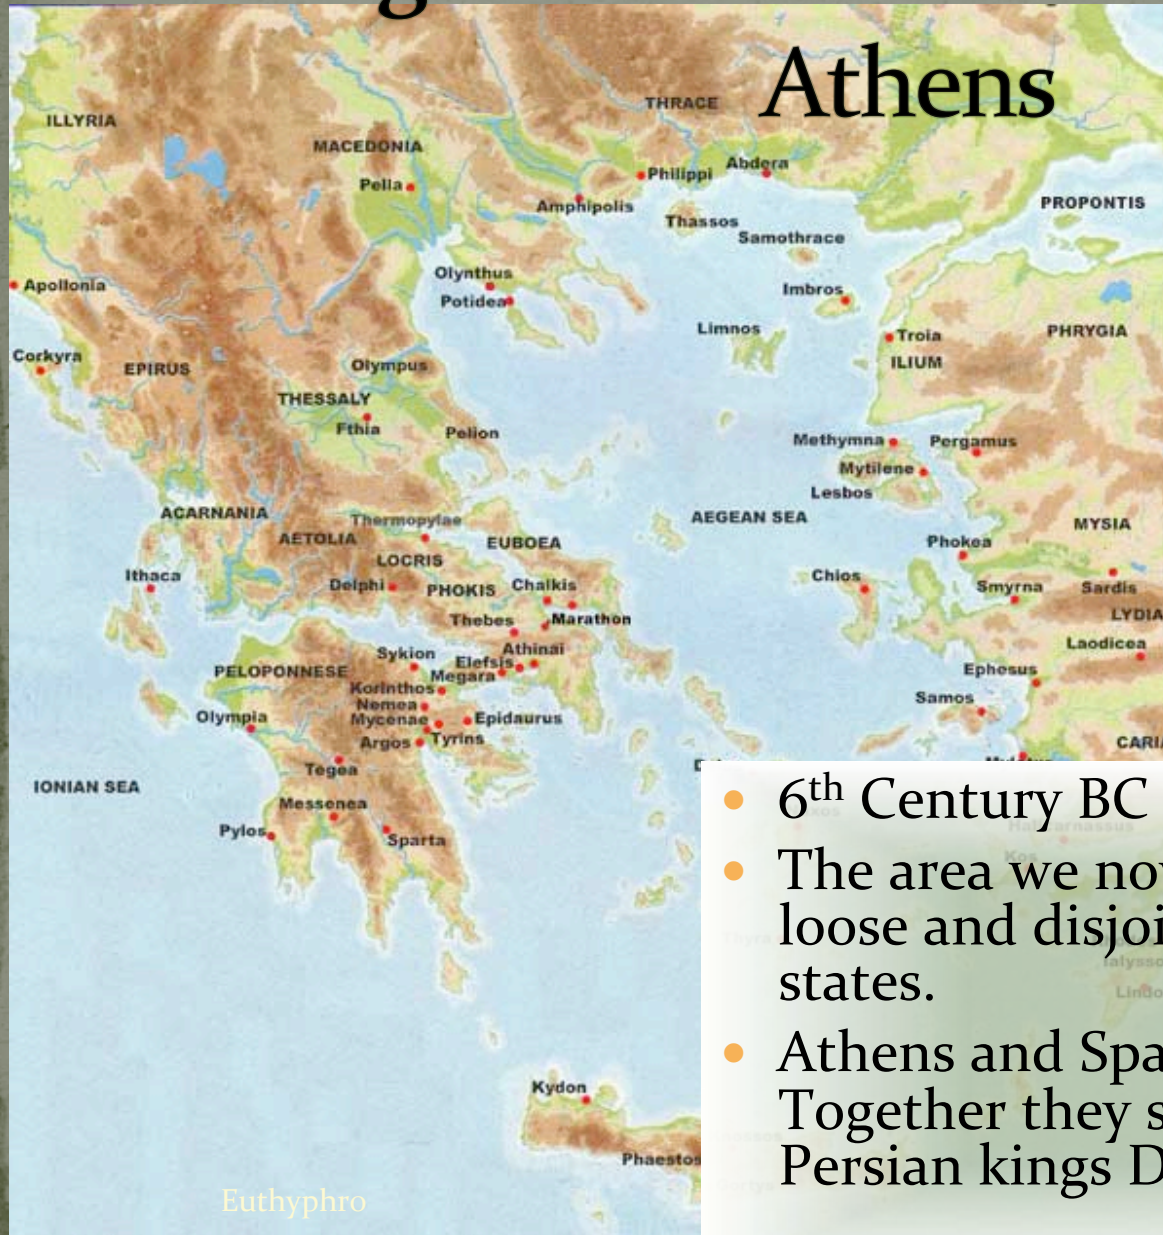 Athens
THRACE
ILLYRIA
MACEDONIA
Philippi
Abdera
Pella
Amphipolis
PROPONTIS
Thassos
Samothrace
Olynthus
Apollonia
Imbros
Potidea
Limnos
Troia
PHRYGIA
Corkyra
EPIRUS
Olympus
ILIUM
THESSALY
Fthia
Pelion
Methymna
Pergamus
Mytilene
Lesbos
ACARNANIA
Thermopylae
AEGEAN SEA
MYSIA
AETOLIA
EUBOEA
Phokea
LOCRIS
Ithaca
Delphi
PHOKIS
Chalkis
Chios
Smyrna
Sardis
Thebes
Marathon
LYDIA
Sykion
Elefsis
Athinai
Laodicea
PELOPONNESE
Megara
Ephesus
Korinthos
Nemea
Samos
Olympia
Mycenae
Epidaurus
Argos
Tyrins
Tegea
IONIAN SEA
Messenea
Pylos
Sparta
• 6th Century BC
Halicarnassus
Kos
• The area we
loose and
states.
• Athens and
Together they
Persian kings
Kydon
Phaestos
Euthyphro